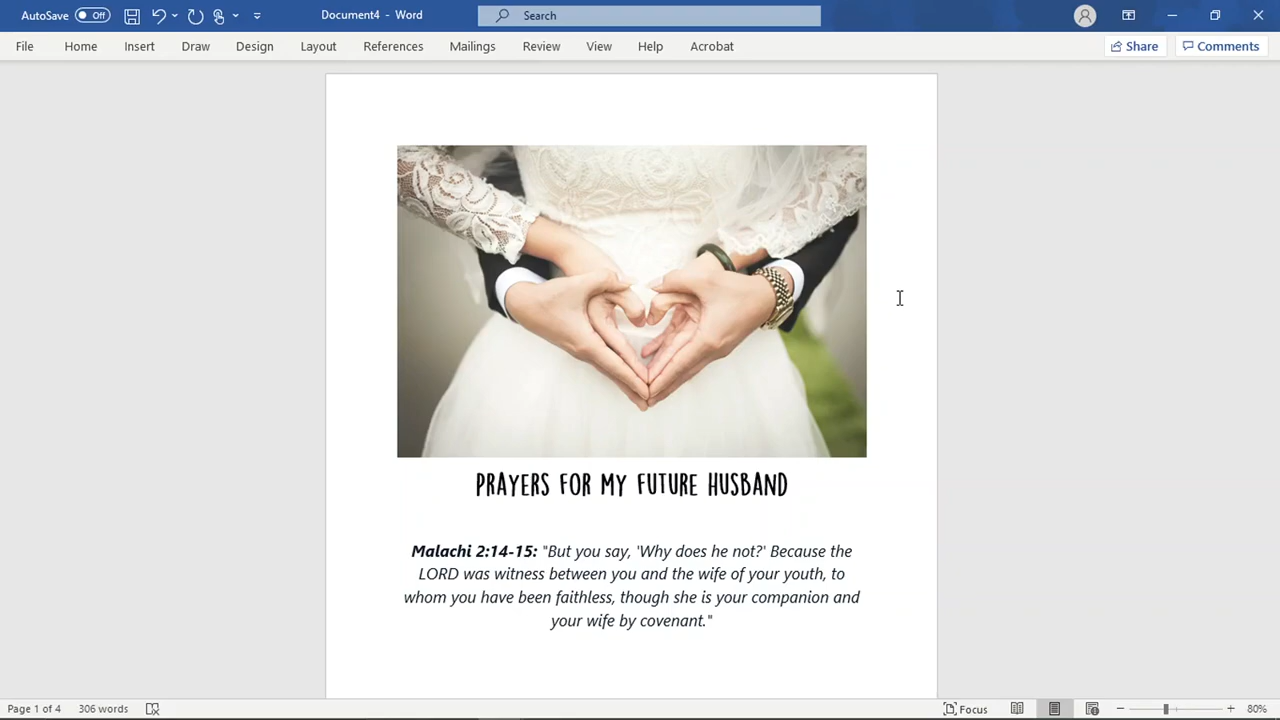 AutoSave Off Document4 - Word Search
File Home Insert Draw Design Layout References Mailings Review View Help Acrobat Share Comments
PRAYERS FOR MY FUTURE HUSBAND
Malachi 2:14-15: "But you say, 'Why does he not?' Because the
LORD was witness between you and the wife of your youth, to
whom you have been faithless, though she is your companion and
your wife by covenant."
Page 1 of 4 306 words Focus 80%